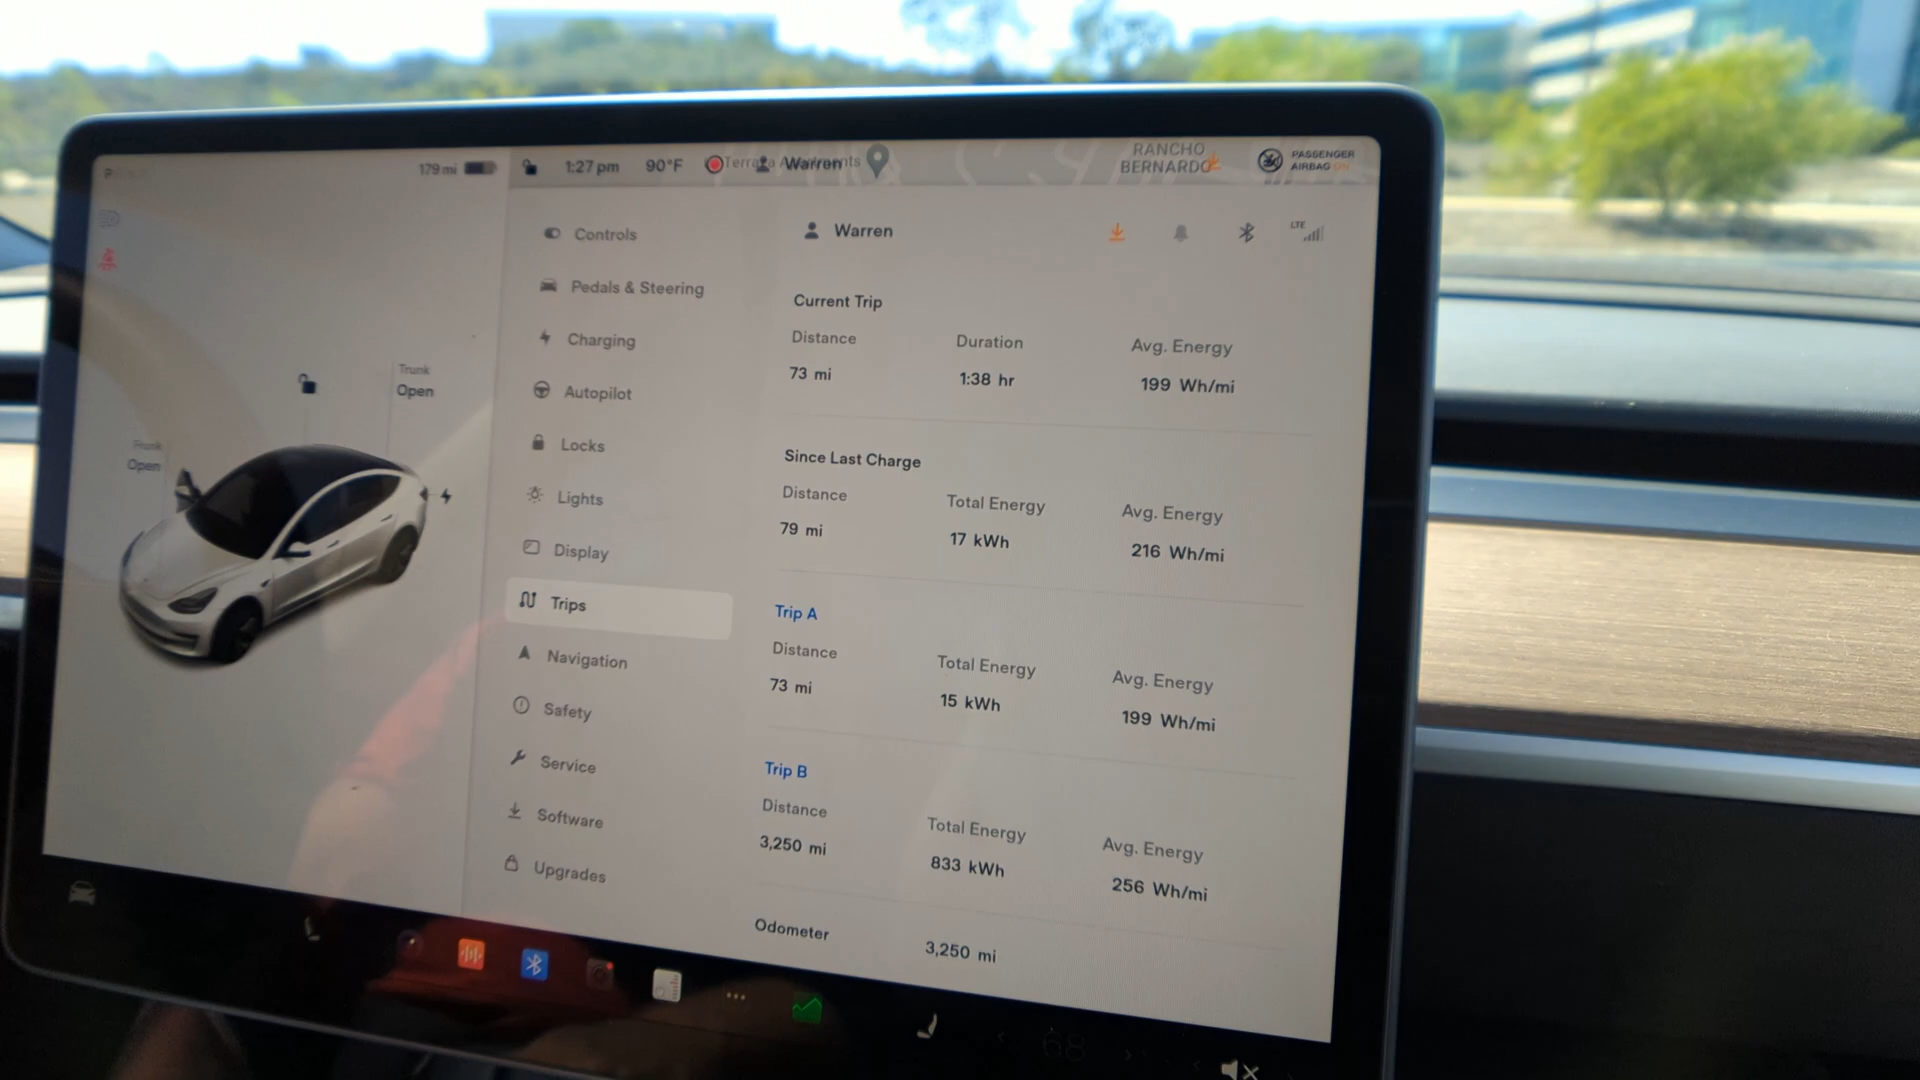 179 mi
1:27 pm 90°F Warren
RANCHO
BERNARDO
PASSENGER
AIRBAG ON
Controls
Pedals & Steering
Charging
Autopilot
Locks
Lights
Display
Trips
Navigation
Safety
Service
Software
Upgrades
Trunk
Open
Frunk
Open
Warren
LTE
Current Trip
Distance Duration Avg. Energy
73 mi 1:38 hr 199 Wh/mi
Since Last Charge
Distance Total Energy Avg. Energy
79 mi 17 kWh 216 Wh/mi
Trip A
Distance Total Energy Avg. Energy
73 mi 15 kWh 199 Wh/mi
Trip B
Distance Total Energy Avg. Energy
3,250 mi 833 kWh 256 Wh/mi
Odometer 3,250 mi
68